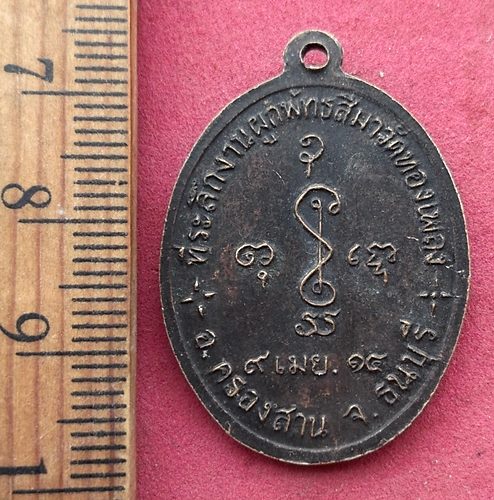 7
8
9
1
ที่ระลึกงานผูกพัทธสีมาวัดทองเพลง
๙ เมย. ๑๔
อ. คลองสาน จ. ธนบุรี